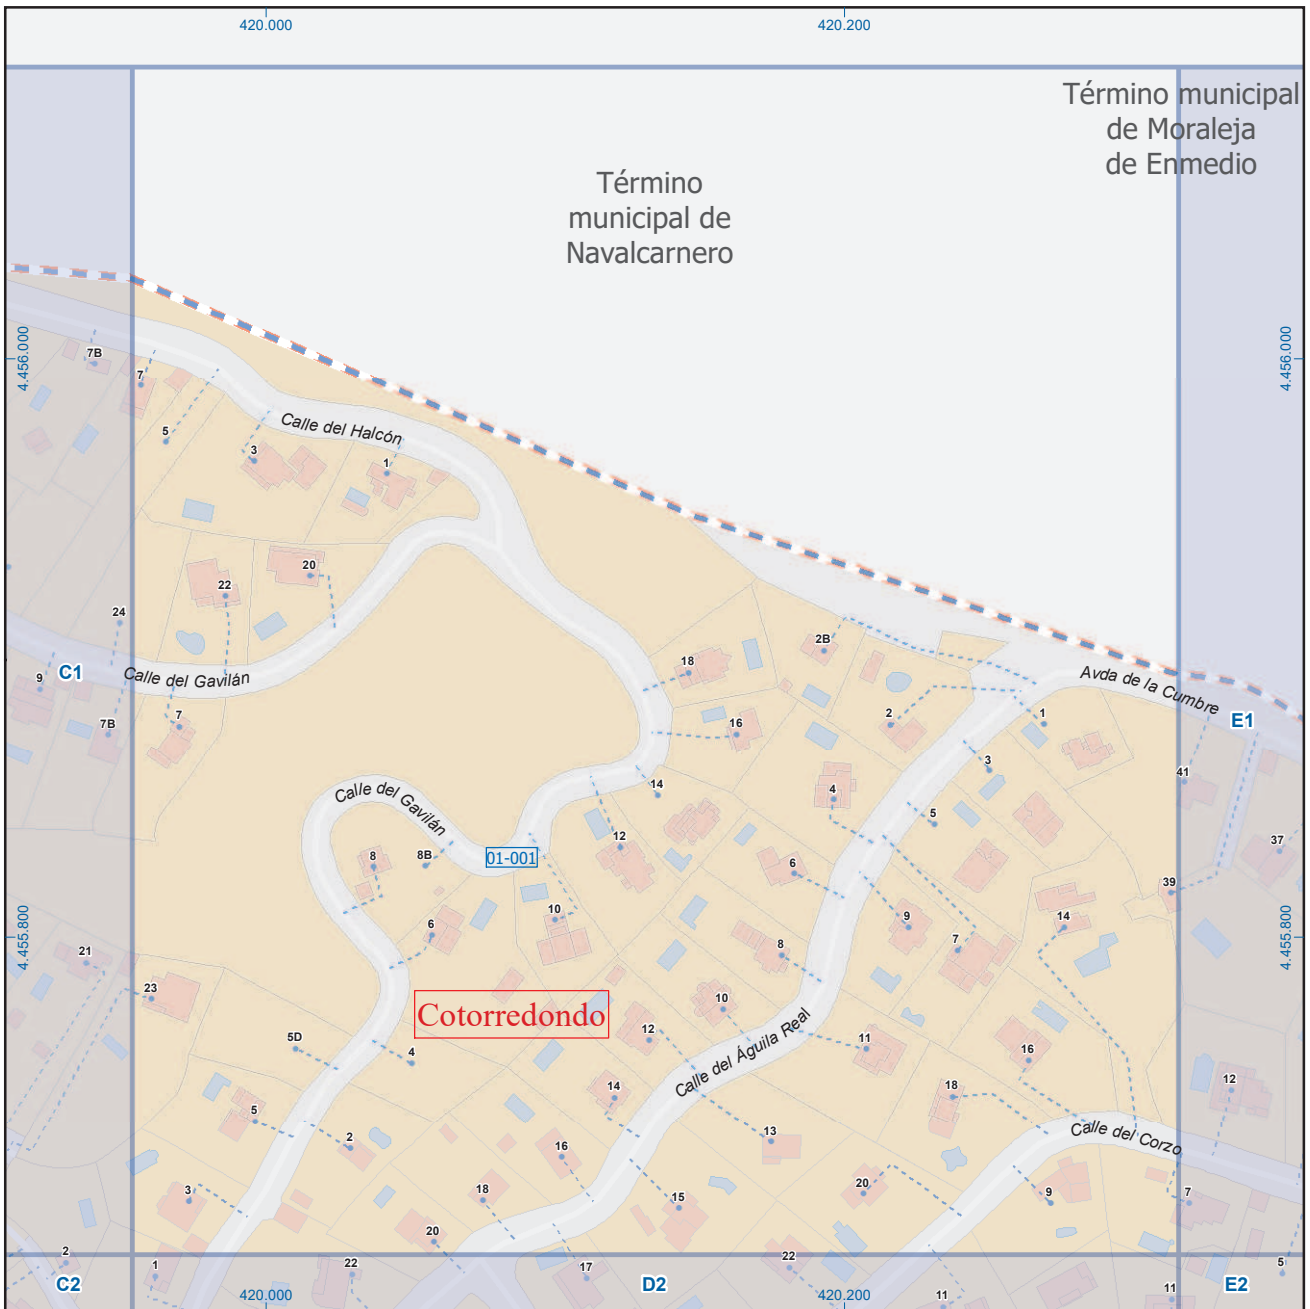 420.000
420.200
Término municipal
de Moraleja
de Enmedio
Término
municipal de
Navalcarnero
4.456.000
4.456.000
7B
7
5
3
Calle del Halcón
1
22
20
24
C1
9
Calle del Gavilán
7B
7
18
2B
16
2
Avda de la Cumbre
1
E1
3
41
14
4
5
37
Calle del Gavilán
12
8
8B
01-001
6
39
10
6
9
14
7
4.455.800
4.455.800
21
8
23
10
Cotorredondo
12
5D
4
11
16
Calle del Águila Real
14
18
12
5
2
13
Calle del Corzo
16
3
18
15
20
9
7
20
2
1
22
17
22
5
C2
D2
E2
11
11
420.000
420.200